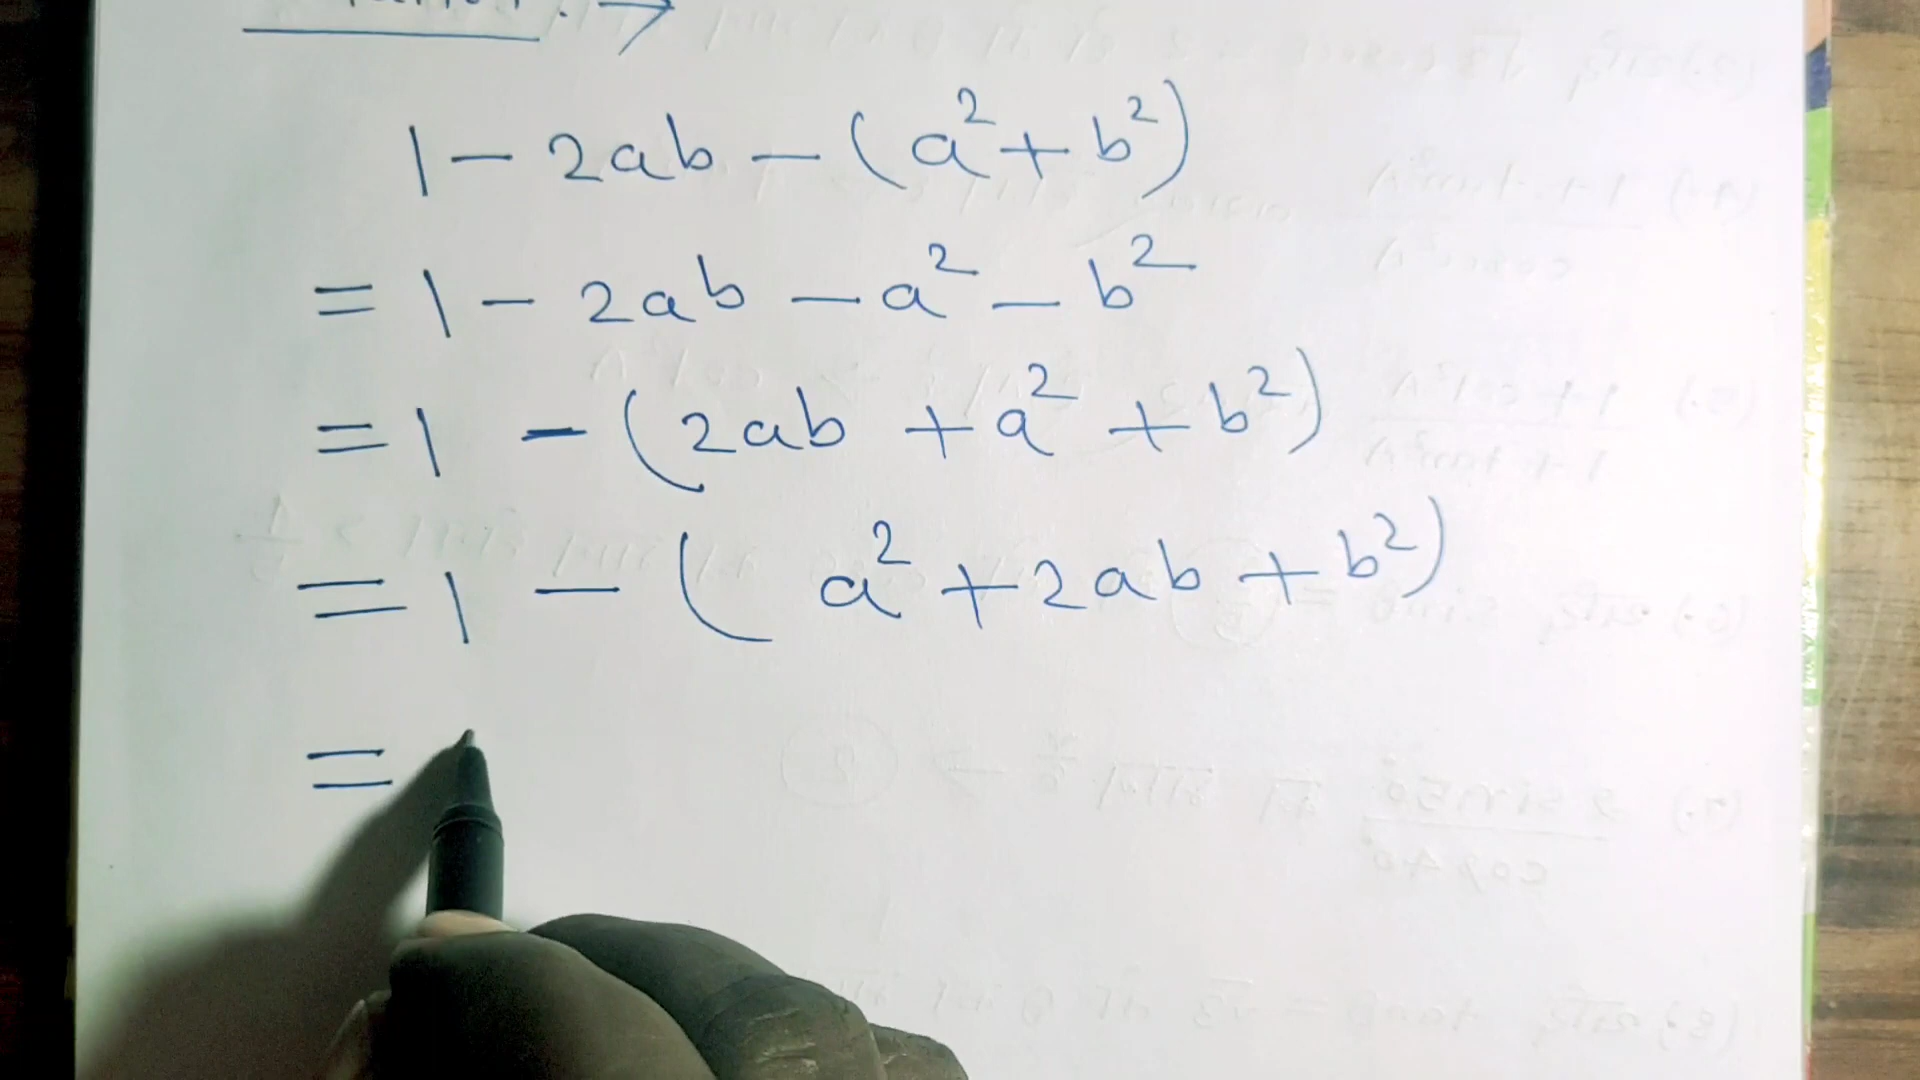 1 - 2ab - (a² + b²)
= 1 - 2ab - a² - b²
= 1 - (2ab + a² + b²)
= 1 - ( a² + 2ab + b²)
=